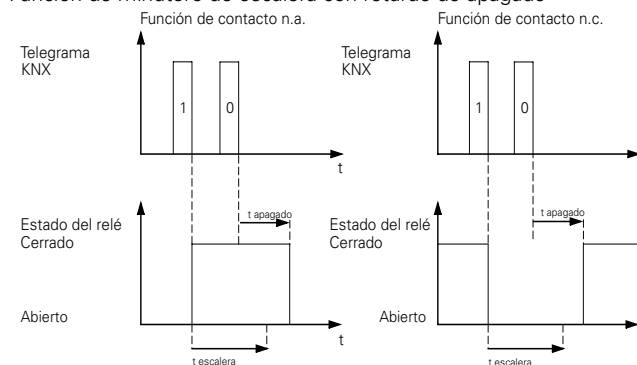 Función de minutero de escalera con retardo de apagado
Función de contacto n.a.
Función de contacto n.c.
Telegrama
KNX
1
0
t
Telegrama
KNX
1
0
Estado del relé
Cerrado
t apagado
Abierto
t
t escalera
Estado del relé
Cerrado
t apagado
Abierto
t escalera